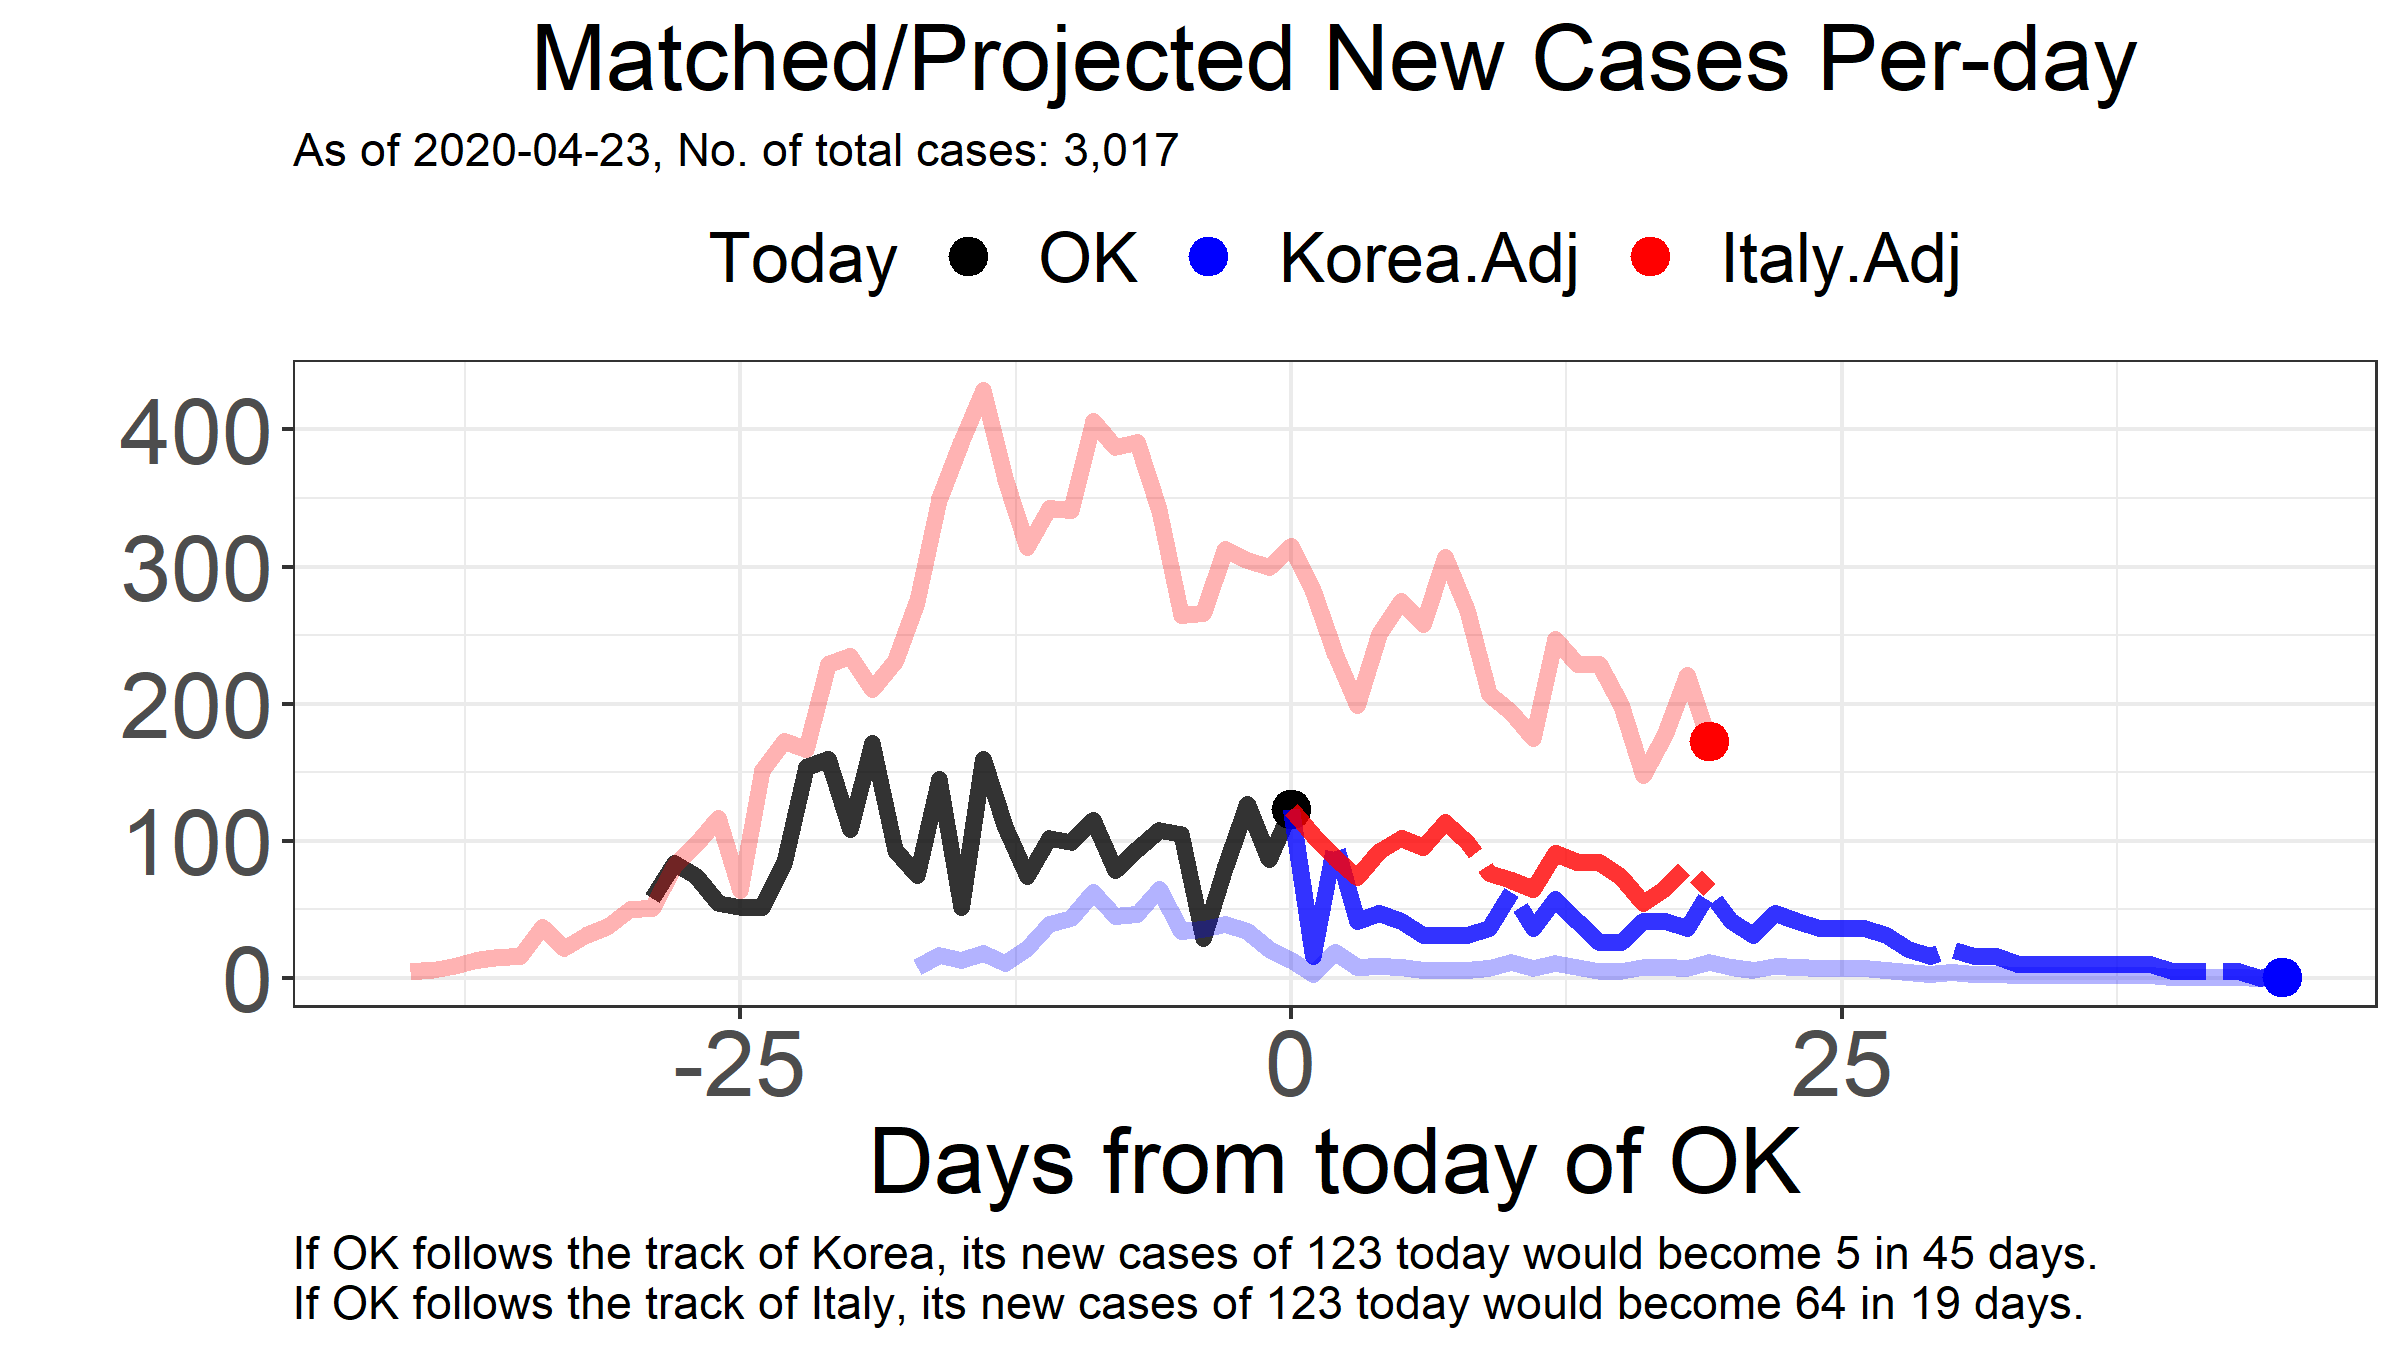 Matched/Projected New Cases Per-day
As of 2020-04-23, No. of total cases: 3,017
Today OK Korea.Adj Italy.Adj
400
300
200
100
0
-25 0 25
Days from today of OK
If OK follows the track of Korea, its new cases of 123 today would become 5 in 45 days.
If OK follows the track of Italy, its new cases of 123 today would become 64 in 19 days.